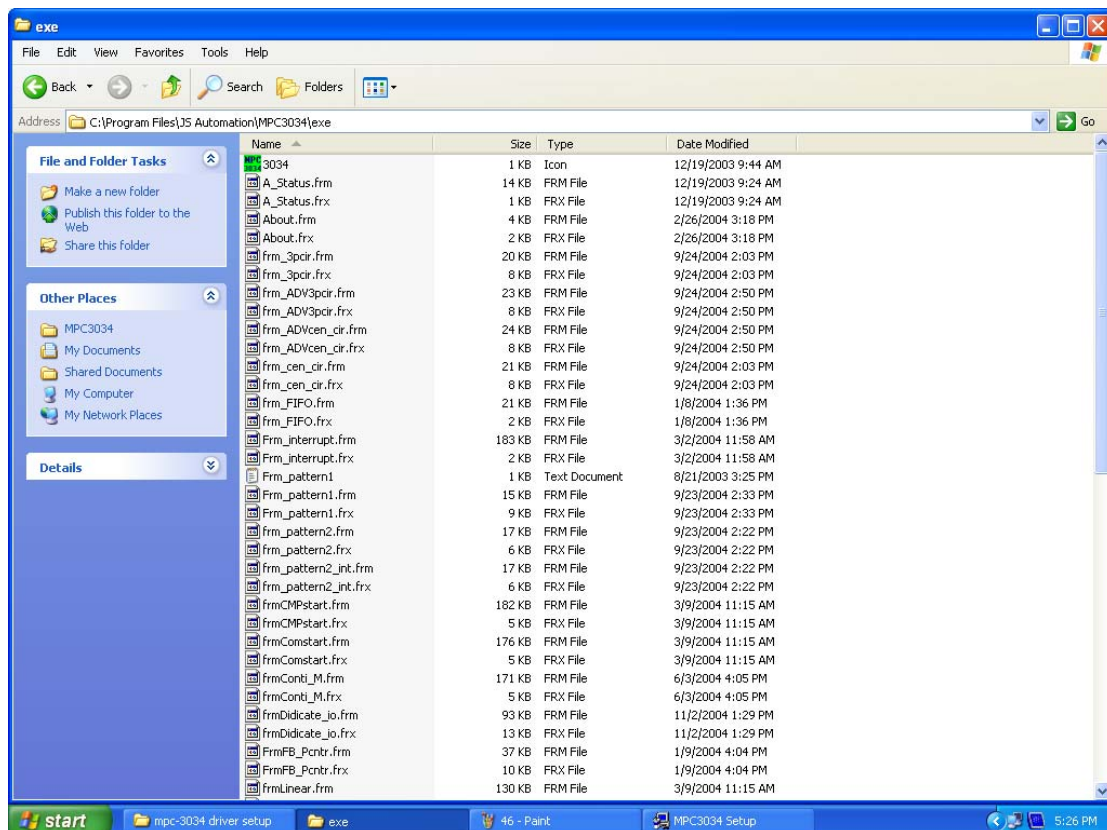 exe
File Edit View Favorites Tools Help
Back Search Folders
Address C:\Program Files\JS Automation\MPC3034\exe Go
File and Folder Tasks
Make a new folder
Publish this folder to the
Web
Share this folder
Other Places
MPC3034
My Documents
Shared Documents
My Computer
My Network Places
Details
Name Size Type Date Modified
3034 1 KB Icon 12/19/2003 9:44 AM
A_Status.frm 14 KB FRM File 12/19/2003 9:24 AM
A_Status.frx 1 KB FRX File 12/19/2003 9:24 AM
About.frm 4 KB FRM File 2/26/2004 3:18 PM
About.frx 2 KB FRX File 2/26/2004 3:18 PM
frm_3pcir.frm 20 KB FRM File 9/24/2004 2:03 PM
frm_3pcir.frx 8 KB FRX File 9/24/2004 2:03 PM
frm_ADV3pcir.frm 23 KB FRM File 9/24/2004 2:50 PM
frm_ADV3pcir.frx 8 KB FRX File 9/24/2004 2:50 PM
frm_ADVcen_cir.frm 24 KB FRM File 9/24/2004 2:50 PM
frm_ADVcen_cir.frx 8 KB FRX File 9/24/2004 2:50 PM
frm_cen_cir.frm 21 KB FRM File 9/24/2004 2:03 PM
frm_cen_cir.frx 8 KB FRX File 9/24/2004 2:03 PM
frm_FIFO.frm 21 KB FRM File 1/8/2004 1:36 PM
frm_FIFO.frx 2 KB FRX File 1/8/2004 1:36 PM
Frm_interrupt.frm 183 KB FRM File 3/2/2004 11:58 AM
Frm_interrupt.frx 2 KB FRX File 3/2/2004 11:58 AM
Frm_pattern1 1 KB Text Document 8/21/2003 3:25 PM
Frm_pattern1.frm 15 KB FRM File 9/23/2004 2:33 PM
Frm_pattern1.frx 9 KB FRX File 9/23/2004 2:33 PM
frm_pattern2.frm 17 KB FRM File 9/23/2004 2:22 PM
frm_pattern2.frx 6 KB FRX File 9/23/2004 2:22 PM
frm_pattern2_int.frm 17 KB FRM File 9/23/2004 2:22 PM
frm_pattern2_int.frx 6 KB FRX File 9/23/2004 2:22 PM
frmCMPstart.frm 182 KB FRM File 3/9/2004 11:15 AM
frmCMPstart.frx 5 KB FRX File 3/9/2004 11:15 AM
frmComstart.frm 176 KB FRM File 3/9/2004 11:15 AM
frmComstart.frx 5 KB FRX File 3/9/2004 11:15 AM
frmConti_M.frm 171 KB FRM File 6/3/2004 4:05 PM
frmConti_M.frx 5 KB FRX File 6/3/2004 4:05 PM
frmDidicate_io.frm 93 KB FRM File 11/2/2004 1:29 PM
frmDidicate_io.frx 13 KB FRX File 11/2/2004 1:29 PM
FrmFB_Pcntr.frm 37 KB FRM File 1/9/2004 4:04 PM
FrmFB_Pcntr.frx 10 KB FRX File 1/9/2004 4:04 PM
frmLinear.frm 130 KB FRM File 3/9/2004 11:15 AM
start mpc-3034 driver setup exe 46 - Paint MPC3034 Setup 5:26 PM